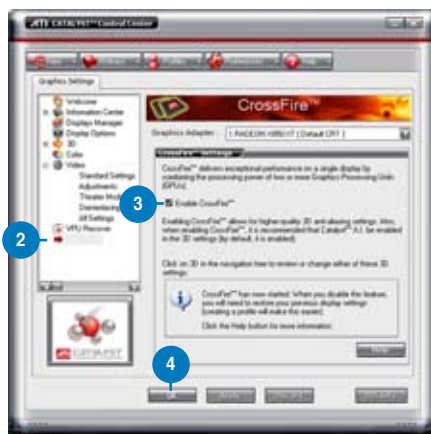 ATI CATALYST™ Control Center
Graphics Settings
Welcome
Information Center
Displays Manager
Display Options
3D
Color
Video
Standard Settings
Adjustments
Theater Mode
Overlapping
All Settings
VPU Recover
CATALYST
CrossFire™
Graphics Adapter:
CrossFire™ Settings
CrossFire™ delivers exceptional performance on a single display by
combining the processing power of two or more Graphics Processing Units
(GPUs).
Enable CrossFire™
Enabling CrossFire™ allows for higher-quality 3D anti-aliasing settings. Also,
when enabling CrossFire™, it is recommended that Catalyst™ A.I. be enabled
in the 3D settings (by default, it is enabled).
Click on 3D in the navigation tree to review or change either of these 3D
settings.
CrossFire™ has now started. When you disable this feature,
you will need to restore your previous display settings
(creating a profile will make this easier).
Click the Help button for more information.
2
3
4
OK